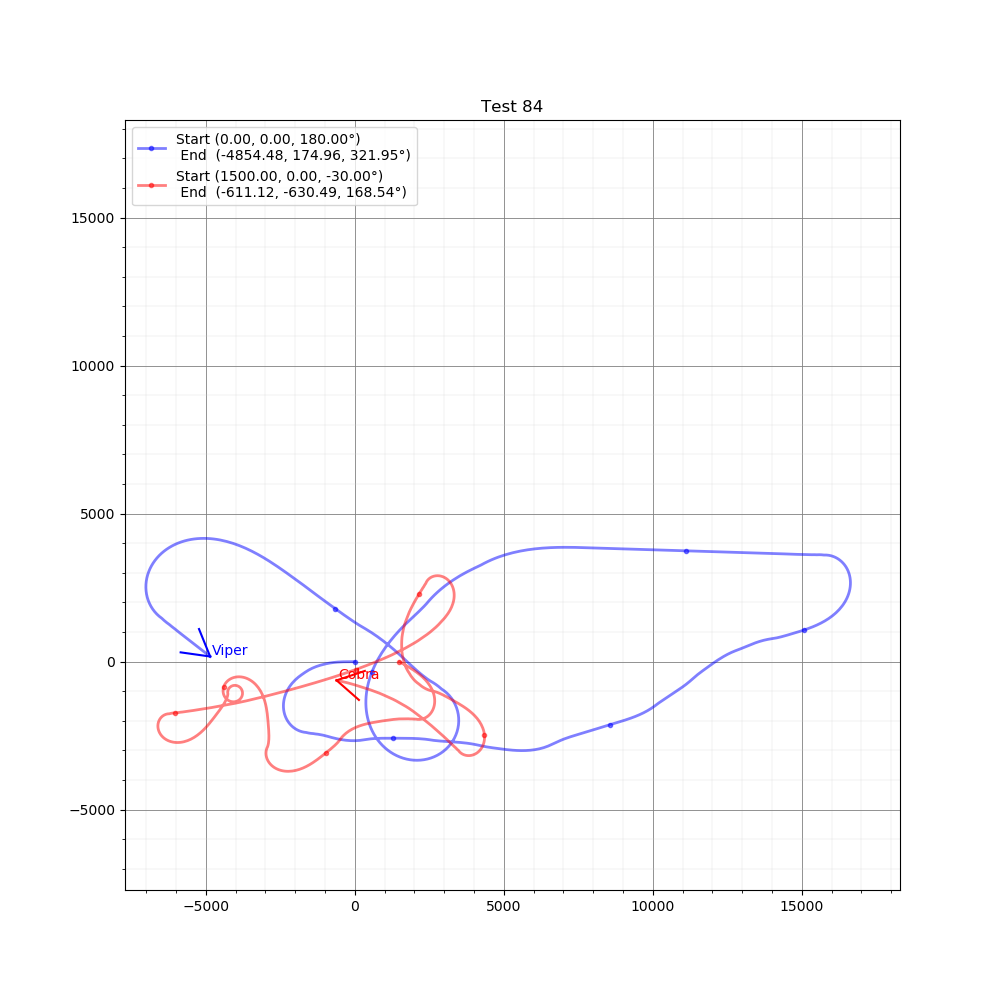 Test 84
Start (0.00, 0.00, 180.00°)
End  (-4854.48, 174.96, 321.95°)
Start (1500.00, 0.00, -30.00°)
End  (-611.12, -630.49, 168.54°)
15000
10000
5000
0
−5000
Viper
Cobra
−5000
0
5000
10000
15000